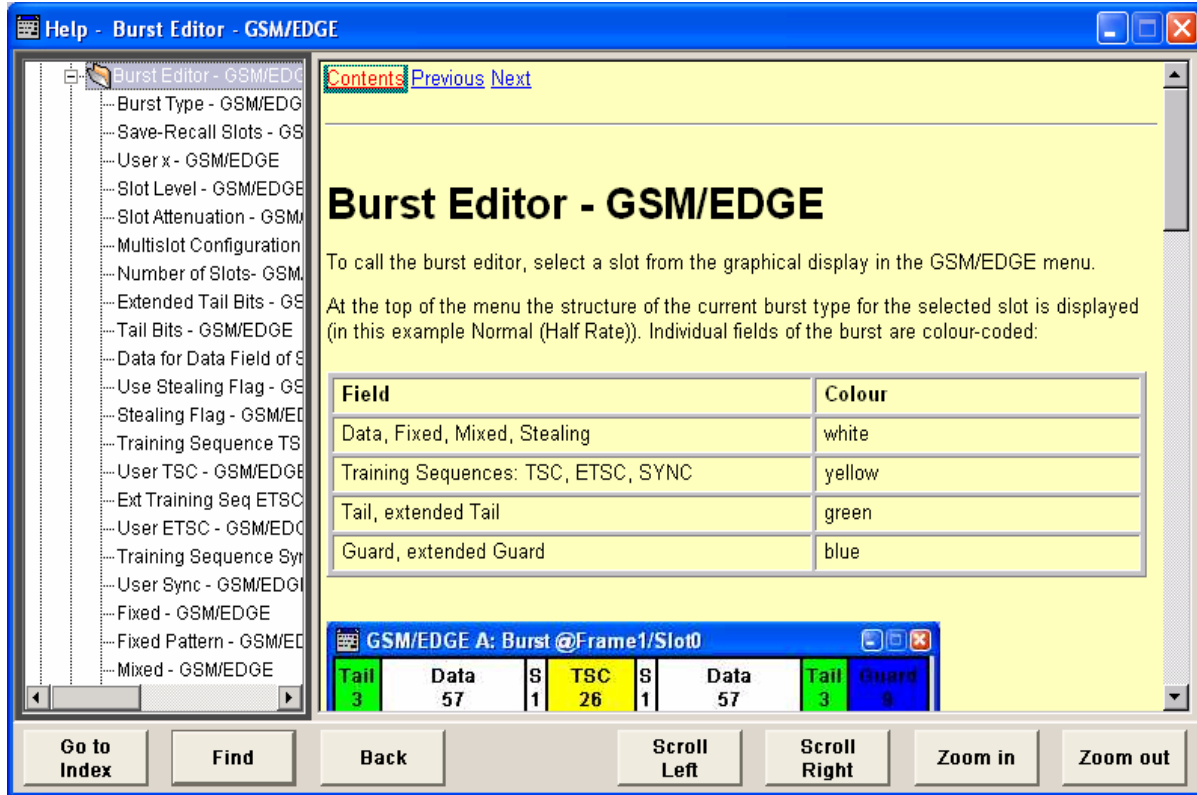 Help - Burst Editor - GSM/EDGE
Burst Editor - GSM/EDG
Burst Type - GSM/EDG
Save-Recall Slots - GS
User x - GSM/EDGE
Slot Level - GSM/EDGE
Slot Attenuation - GSM/
Multislot Configuration
Number of Slots- GSM.
Extended Tail Bits - GS
Tail Bits - GSM/EDGE
Data for Data Field of S
Use Stealing Flag - GS
Stealing Flag - GSM/ED
Training Sequence TS
User TSC - GSM/EDGE
Ext Training Seq ETSC
User ETSC - GSM/EDG
Training Sequence Syn
User Sync - GSM/EDGE
Fixed - GSM/EDGE
Fixed Pattern - GSM/ED
Mixed - GSM/EDGE
Contents Previous Next
Burst Editor - GSM/EDGE
To call the burst editor, select a slot from the graphical display in the GSM/EDGE menu.
At the top of the menu the structure of the current burst type for the selected slot is displayed
(in this example Normal (Half Rate)). Individual fields of the burst are colour-coded:
Field Colour
Data, Fixed, Mixed, Stealing white
Training Sequences: TSC, ETSC, SYNC yellow
Tail, extended Tail green
Guard, extended Guard blue
GSM/EDGE A: Burst @Frame1/Slot0
Tail Data S TSC S Data Tail Guard
3 57 1 26 1 57 3 9
Go to Index
Find
Back
Scroll Left
Scroll Right
Zoom in
Zoom out